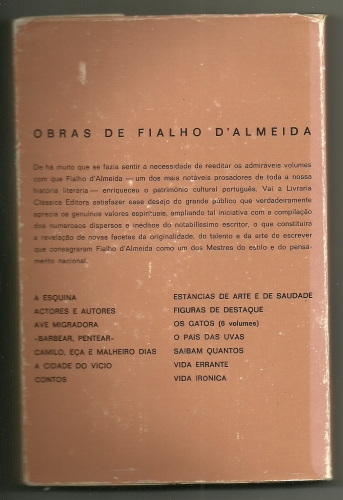 OBRAS DE FIALHO D'ALMEIDA
De há muito que se fazia sentir a necessidade de reeditar os admiráveis volumes
com que Fialho d'Almeida — um dos mais notáveis prosadores de toda a nossa
história literária — enriqueceu o património cultural português. Vai a Livraria
Clássica Editora satisfazer esse desejo do grande público que verdadeiramente
aprecia os genuínos valores espirituais, ampliando tal iniciativa com a compilação
dos numerosos dispersos e inéditos do notabilíssimo escritor, o que constituirá
a revelação de novas facetas da originalidade, do talento e da arte de escrever
que consagraram Fialho d'Almeida como um dos Mestres do estilo e do pensa-
mento nacional.
A ESQUINA
ACTORES E AUTORES
AVE MIGRADORA
«BARBEAR, PENTEAR»
CAMILO, EÇA E MALHEIRO DIAS
A CIDADE DO VÍCIO
CONTOS
ESTÂNCIAS DE ARTE E DE SAUDADE
FIGURAS DE DESTAQUE
OS GATOS (6 volumes)
O PAÍS DAS UVAS
SAIBAM QUANTOS
VIDA ERRANTE
VIDA IRÓNICA